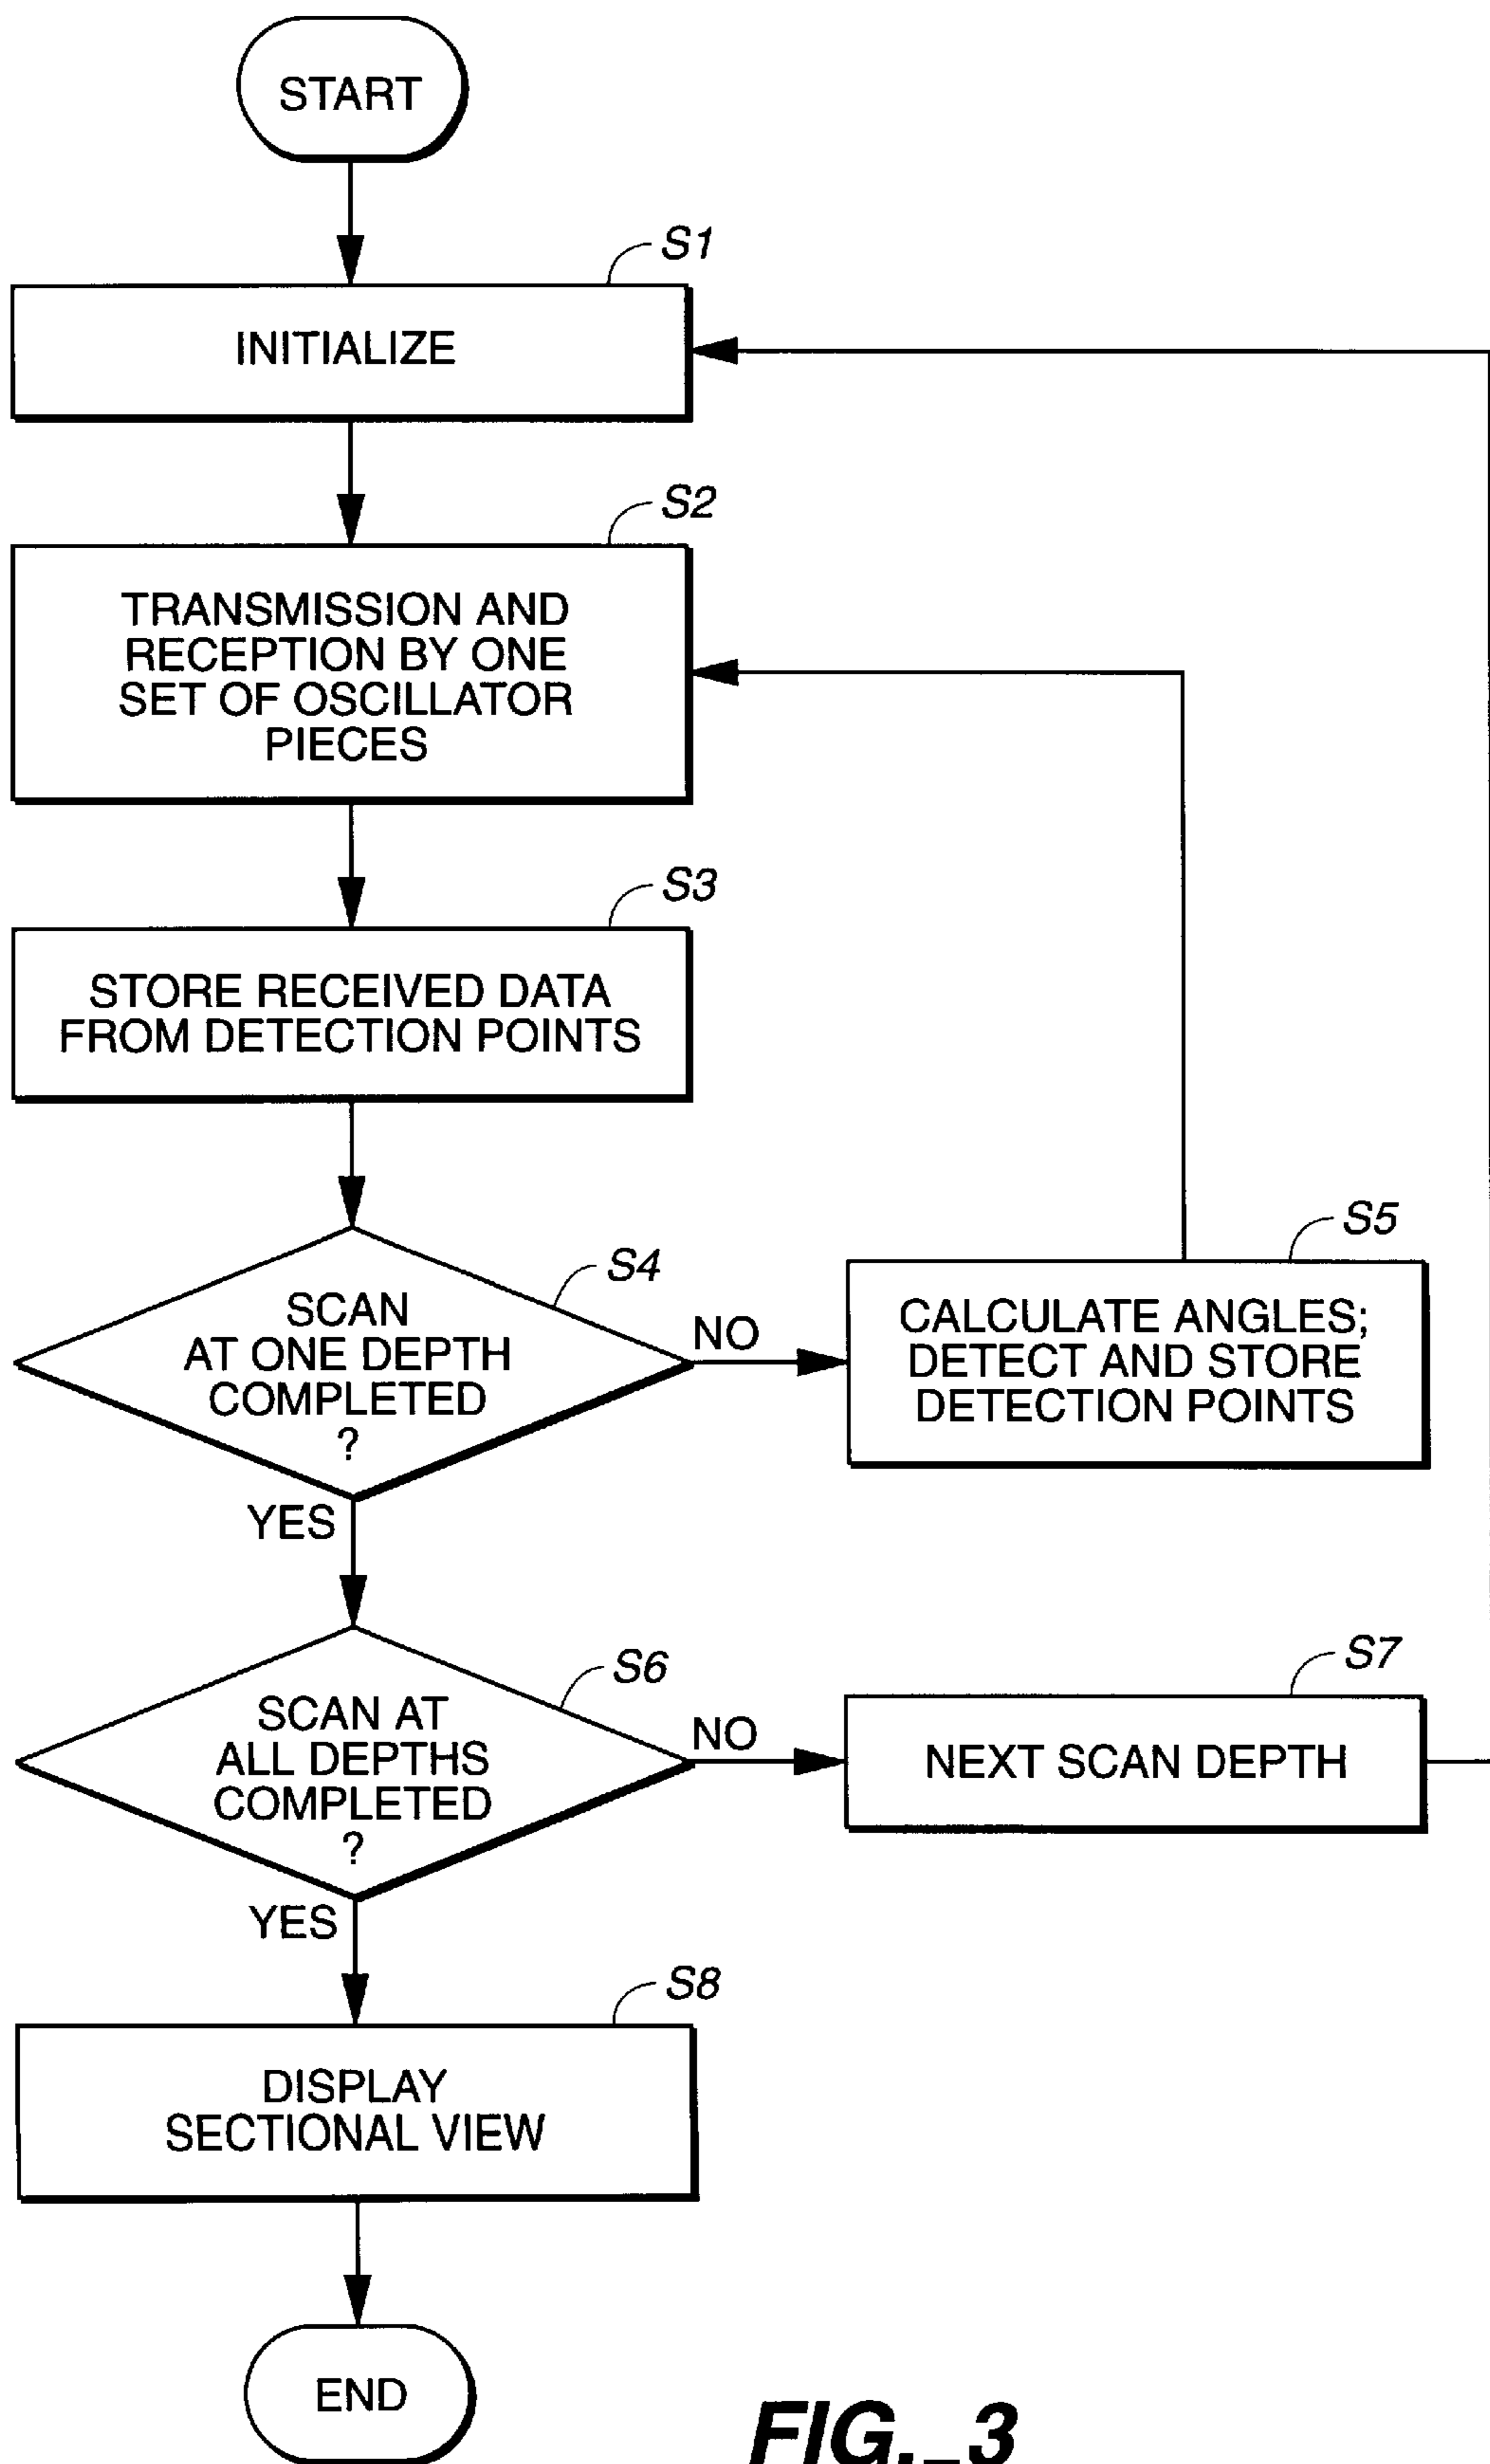 START
S1
INITIALIZE
S2
TRANSMISSION AND
RECEPTION BY ONE
SET OF OSCILLATOR
PIECES
S3
STORE RECEIVED DATA
FROM DETECTION POINTS
S4
SCAN
AT ONE DEPTH
COMPLETED
?
NO
S5
CALCULATE ANGLES;
DETECT AND STORE
DETECTION POINTS
YES
S6
SCAN AT
ALL DEPTHS
COMPLETED
?
NO
S7
NEXT SCAN DEPTH
YES
S8
DISPLAY
SECTIONAL VIEW
END
FIG._3